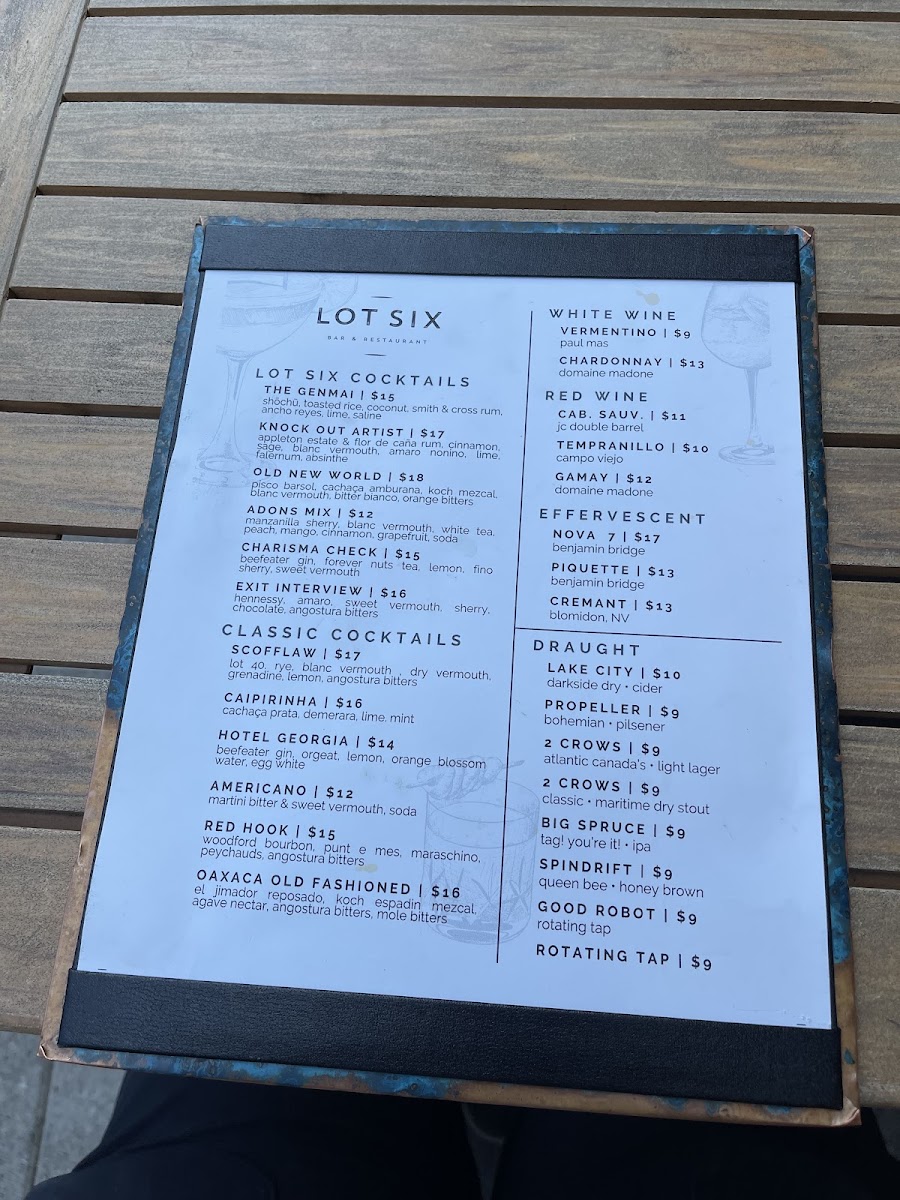 LOT SIX
BAR & RESTAURANT
LOT SIX COCKTAILS
THE GENMAI | $15
shōchū, toasted rice, coconut, smith & cross rum,
ancho reyes, lime, saline
KNOCK OUT ARTIST | $17
appleton estate & flor de caña rum, cinnamon,
sage, blanc vermouth, amaro nonino, lime,
falernum, absinthe
OLD NEW WORLD | $18
pisco barsol, cachaça amburana, koch mezcal,
blanc vermouth, bitter bianco, orange bitters
ADONS MIX | $12
manzanilla sherry, blanc vermouth, white tea,
peach, mango, cinnamon, grapefruit, soda
CHARISMA CHECK | $15
beefeater gin, forever nuts tea, lemon, fino
sherry, sweet vermouth
EXIT INTERVIEW | $16
hennessy, amaro, sweet vermouth, sherry,
chocolate, angostura bitters
CLASSIC COCKTAILS
SCOFFLAW | $17
lot 40, rye, blanc vermouth , dry vermouth,
grenadine, lemon, angostura bitters
CAIPIRINHA | $16
cachaça prata, demerara, lime, mint
HOTEL GEORGIA | $14
beefeater gin, orgeat, lemon, orange blossom
water, egg white
AMERICANO | $12
martini bitter & sweet vermouth, soda
RED HOOK | $15
woodford bourbon, punt e mes, maraschino,
peychauds, angostura bitters
OAXACA OLD FASHIONED | $16
el jimador reposado, koch espadin mezcal,
agave nectar, angostura bitters, mole bitters
WHITE WINE
VERMENTINO | $9
paul mas
CHARDONNAY | $13
domaine madone
RED WINE
CAB. SAUV. | $11
jc double barrel
TEMPRANILLO | $10
campo viejo
GAMAY | $12
domaine madone
EFFERVESCENT
NOVA 7 | $17
benjamin bridge
PIQUETTE | $13
benjamin bridge
CREMANT | $13
blomidon, NV
DRAUGHT
LAKE CITY | $10
darkside dry • cider
PROPELLER | $9
bohemian • pilsener
2 CROWS | $9
atlantic canada's • light lager
2 CROWS | $9
classic • maritime dry stout
BIG SPRUCE | $9
tag! you're it! • ipa
SPINDRIFT | $9
queen bee • honey brown
GOOD ROBOT | $9
rotating tap
ROTATING TAP | $9